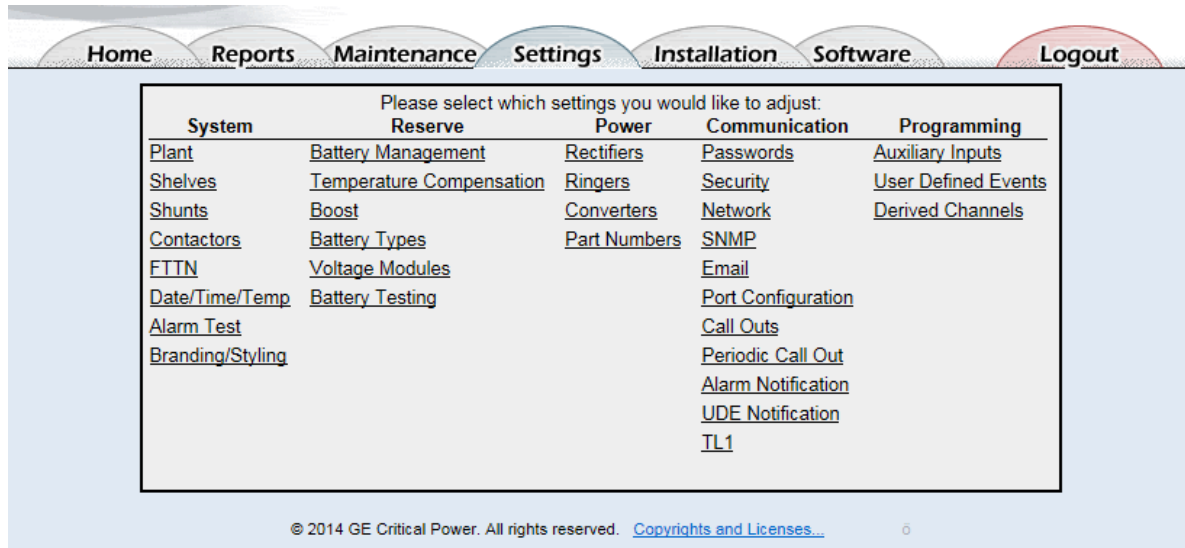 Home Reports Maintenance Settings Installation Software Logout
Please select which settings you would like to adjust:
System Reserve Power Communication Programming
Plant Battery Management Rectifiers Passwords Auxiliary Inputs
Shelves Temperature Compensation Ringers Security User Defined Events
Shunts Boost Converters Network Derived Channels
Contactors Battery Types Part Numbers SNMP
FTTN Voltage Modules Email
Date/Time/Temp Battery Testing Port Configuration
Alarm Test Call Outs
Branding/Styling Periodic Call Out
Alarm Notification
UDE Notification
TL1
© 2014 GE Critical Power. All rights reserved. Copyrights and Licenses... ö